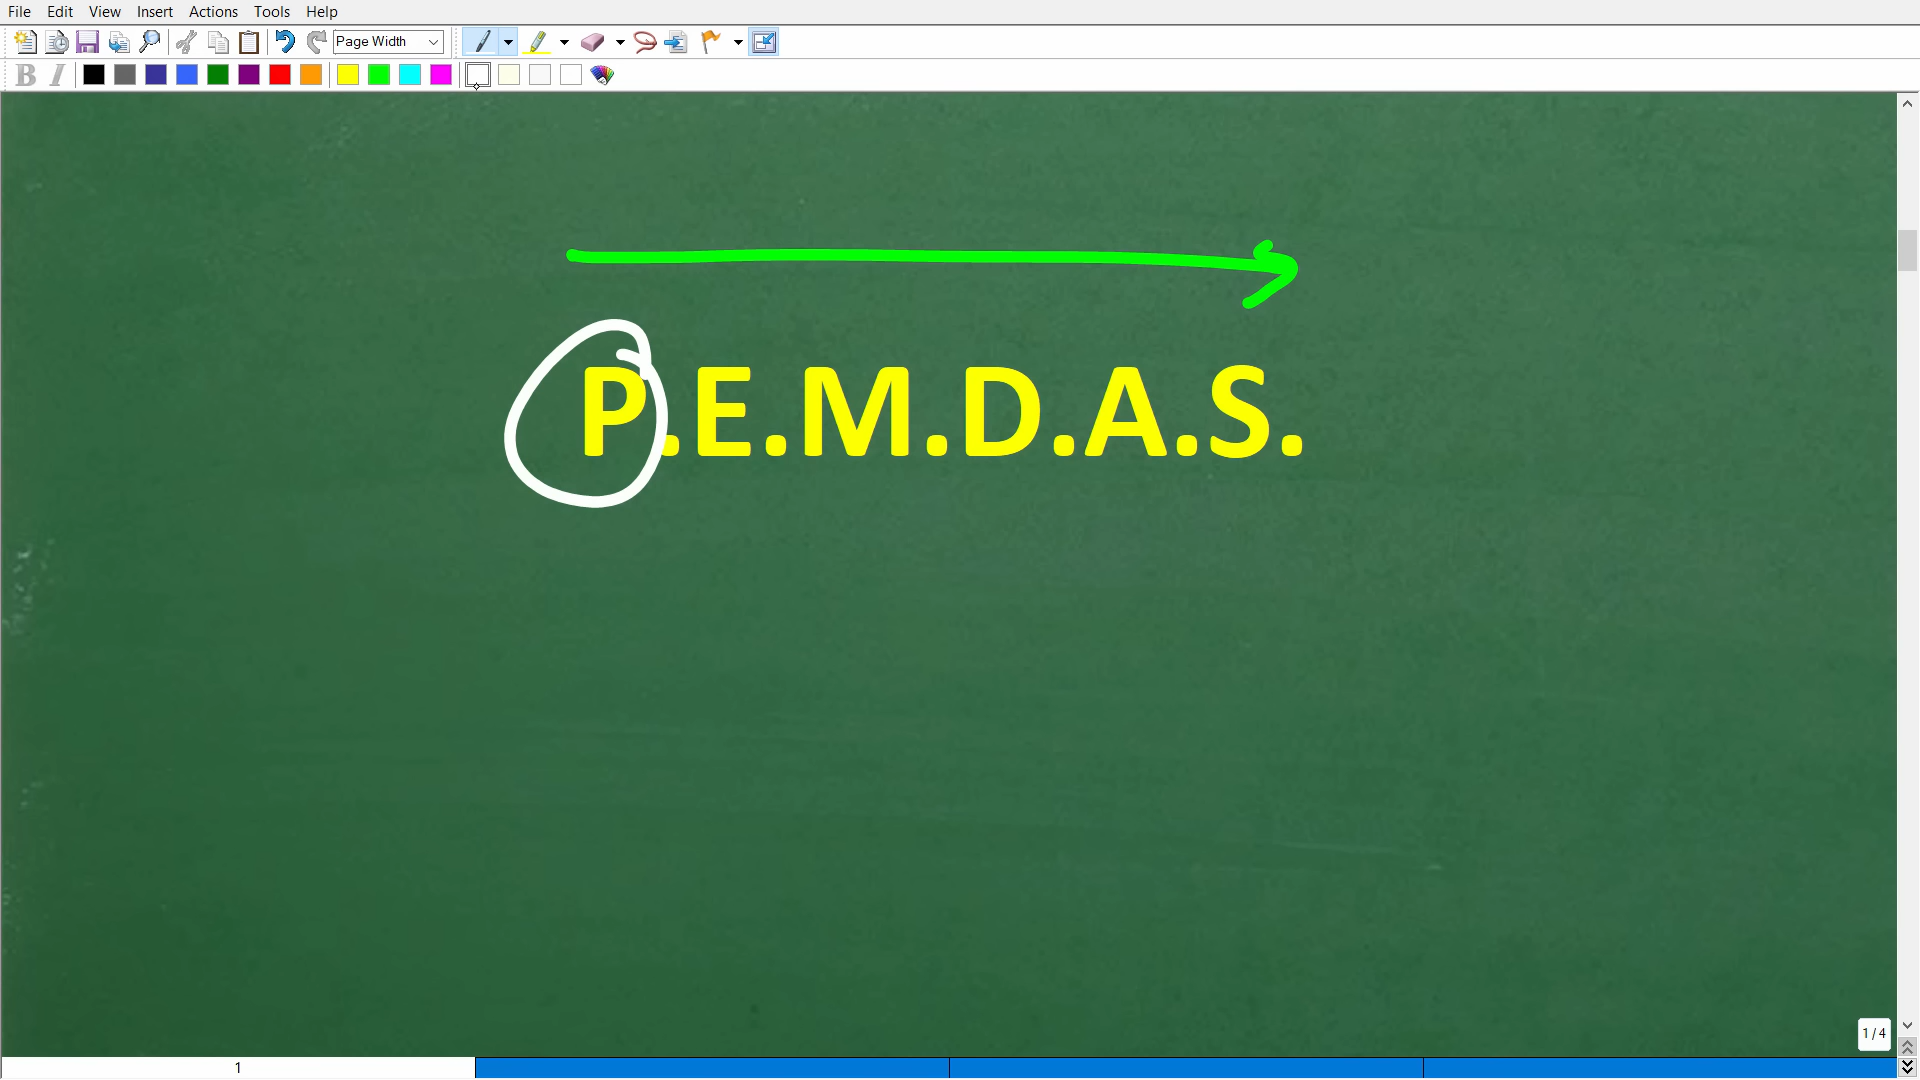 File Edit View Insert Actions Tools Help
Page Width
B I
P.E.M.D.A.S.
1 / 4
1